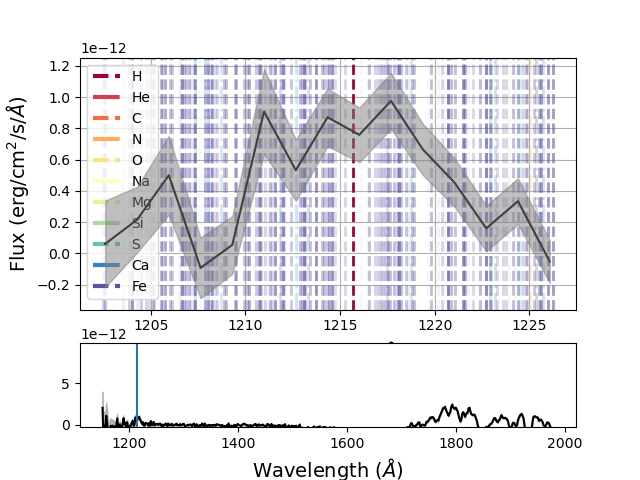 1e−12
Flux (erg/cm²/s/Å)
1.2
1.0
0.8
0.6
0.4
0.2
0.0
−0.2
H
He
C
N
O
Na
Mg
Si
S
Ca
Fe
1205 1210 1215 1220 1225
1e−12
5
0
1200 1400 1600 1800 2000
Wavelength (Å)